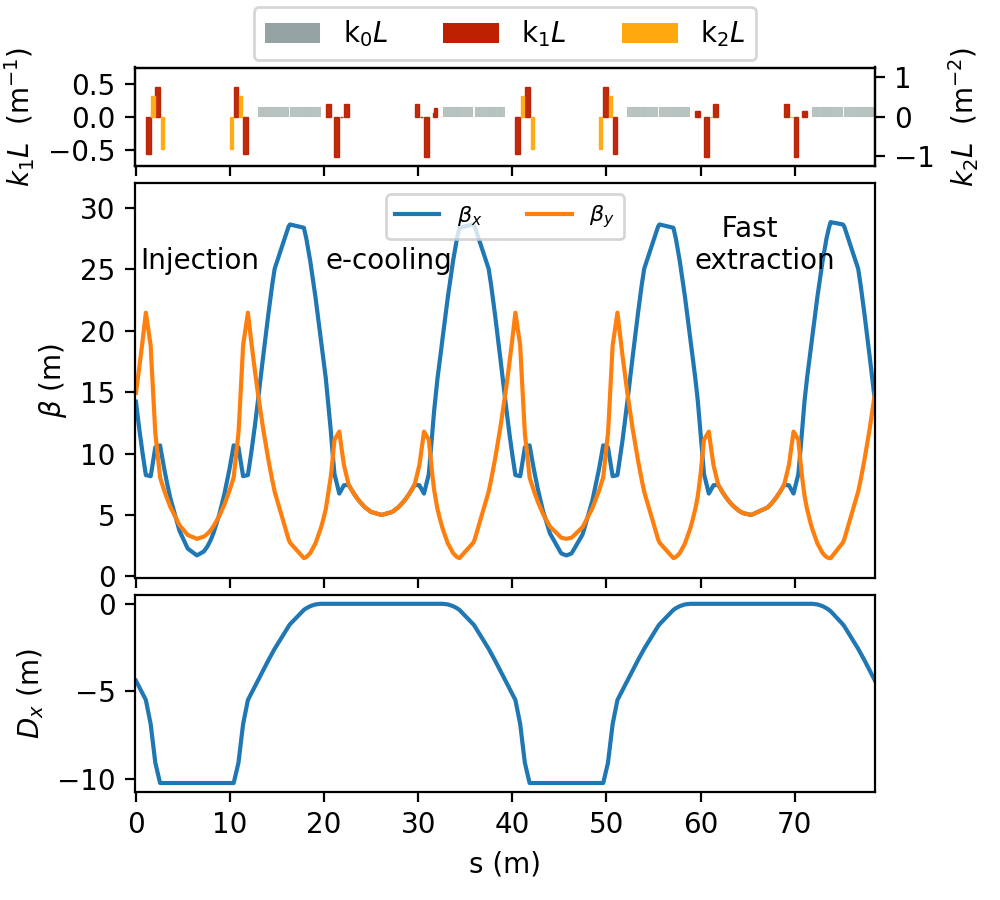 k₀L k₁L k₂L
k₁L (m⁻¹)
0.5
0.0
−0.5
1
0
−1
k₂L (m⁻²)
βₓ βᵧ
Injection
e-cooling
Fast
extraction
β (m)
30
25
20
15
10
5
0
Dₓ (m)
0
−5
−10
0 10 20 30 40 50 60 70
s (m)